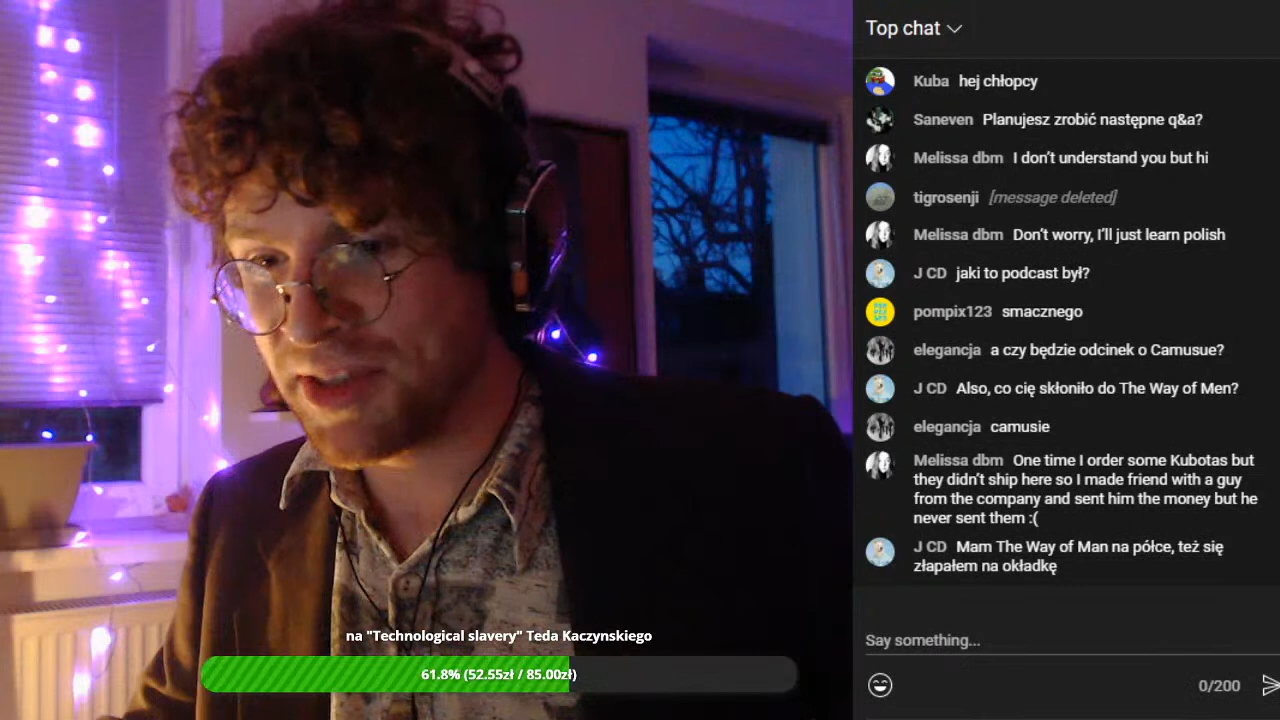 Top chat
Kuba hej chłopcy
Saneven Planujesz zrobić następne q&a?
Melissa dbm I don't understand you but hi
tigrosenji [message deleted]
Melissa dbm Don't worry, I'll just learn polish
J CD jaki to podcast był?
pompix123 smacznego
elegancja a czy będzie odcinek o Camusue?
J CD Also, co cię skłoniło do The Way of Men?
elegancja camusie
Melissa dbm One time I order some Kubotas but
they didn't ship here so I made friend with a guy
from the company and sent him the money but he
never sent them :(
J CD Mam The Way of Man na półce, też się
złapałem na okładkę
na "Technological slavery" Teda Kaczynskiego
61.8% (52.55zł / 85.00zł)
Say something...
0/200